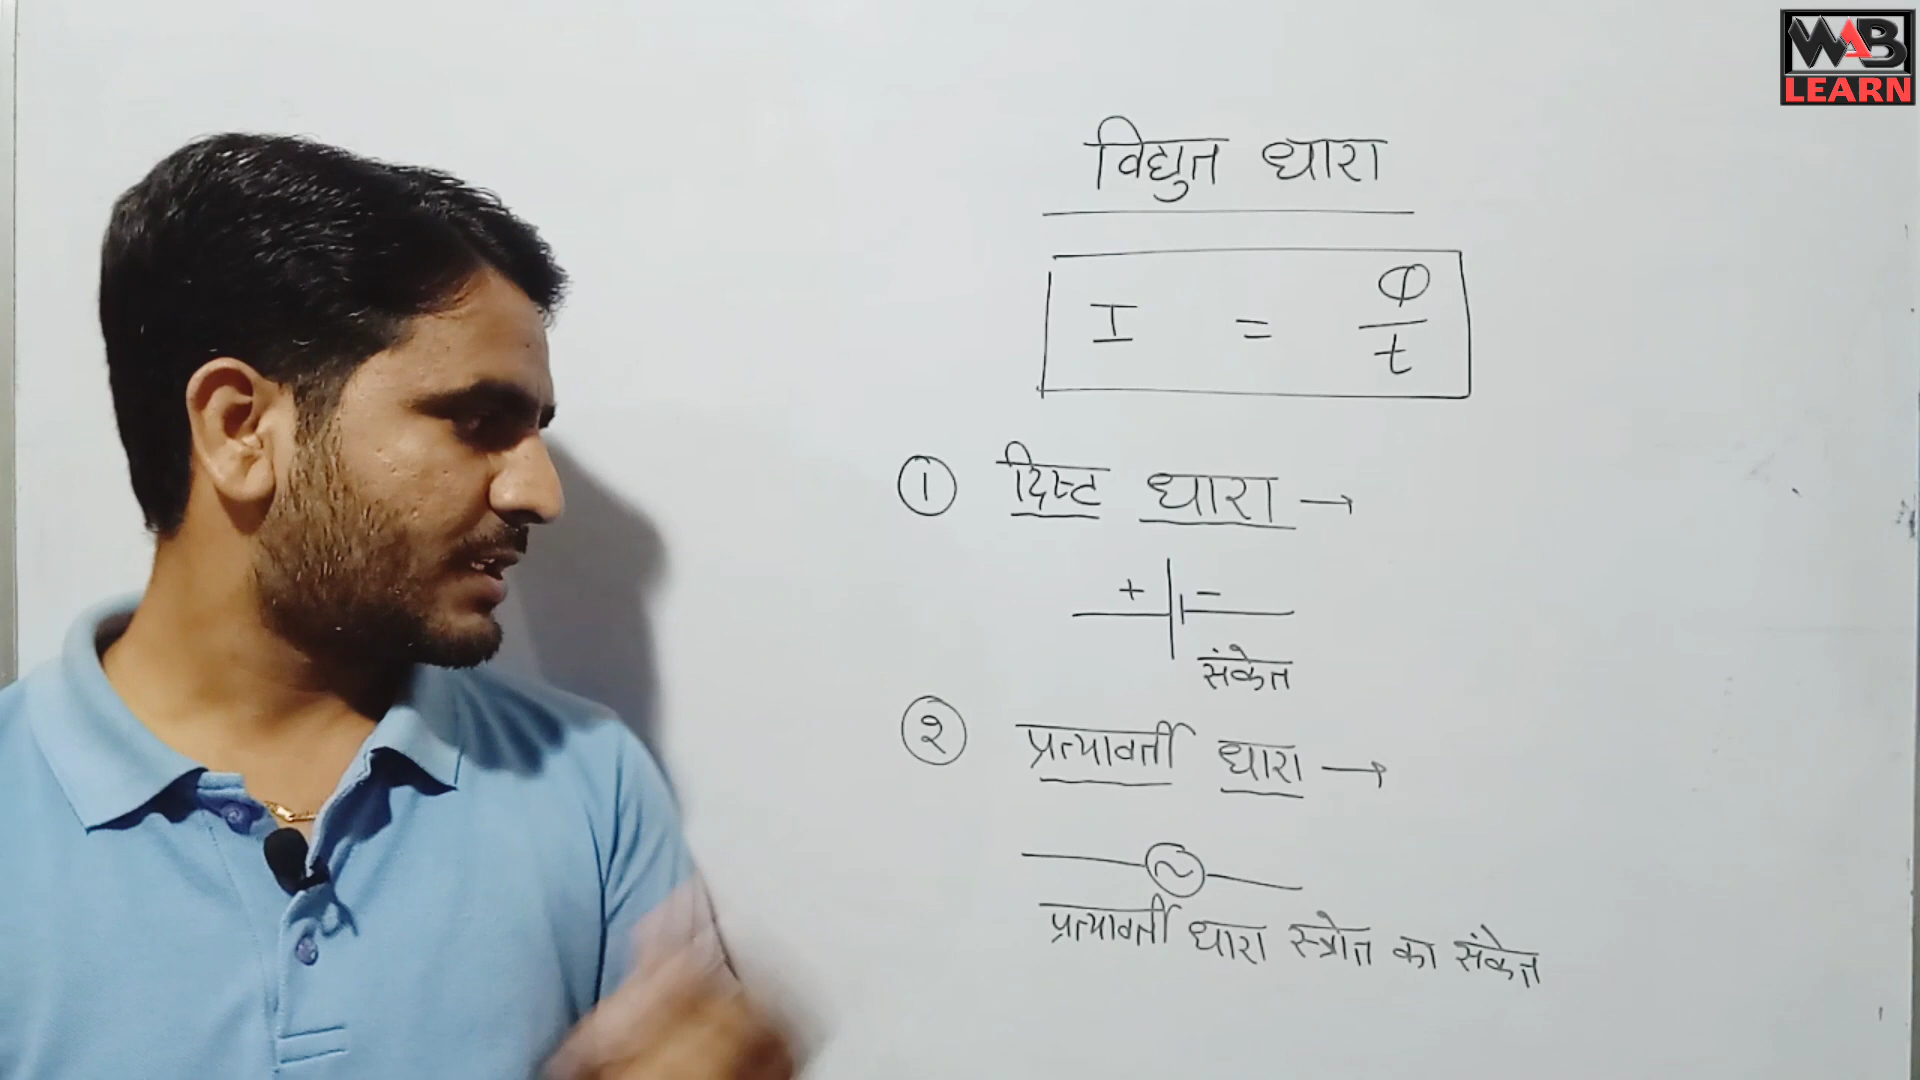 WAB
LEARN
विद्युत धारा
I = Φ/t
① दिष्ट धारा →
+ -
संकेत
② प्रत्यावर्ती धारा →
~
प्रत्यावर्ती धारा स्त्रोत का संकेत